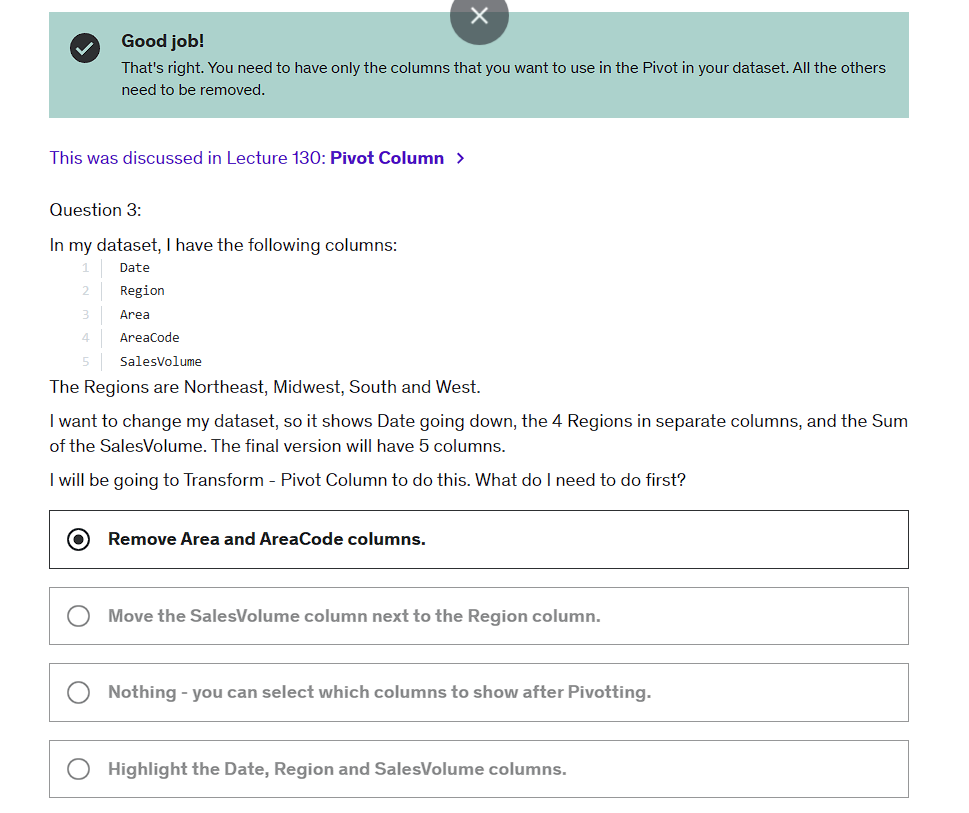 Good job!
That's right. You need to have only the columns that you want to use in the Pivot in your dataset. All the others
need to be removed.
This was discussed in Lecture 130: Pivot Column >
Question 3:
In my dataset, I have the following columns:
1 Date
2 Region
3 Area
4 AreaCode
5 SalesVolume
The Regions are Northeast, Midwest, South and West.
I want to change my dataset, so it shows Date going down, the 4 Regions in separate columns, and the Sum
of the SalesVolume. The final version will have 5 columns.
I will be going to Transform - Pivot Column to do this. What do I need to do first?
Remove Area and AreaCode columns.
Move the SalesVolume column next to the Region column.
Nothing - you can select which columns to show after Pivotting.
Highlight the Date, Region and SalesVolume columns.